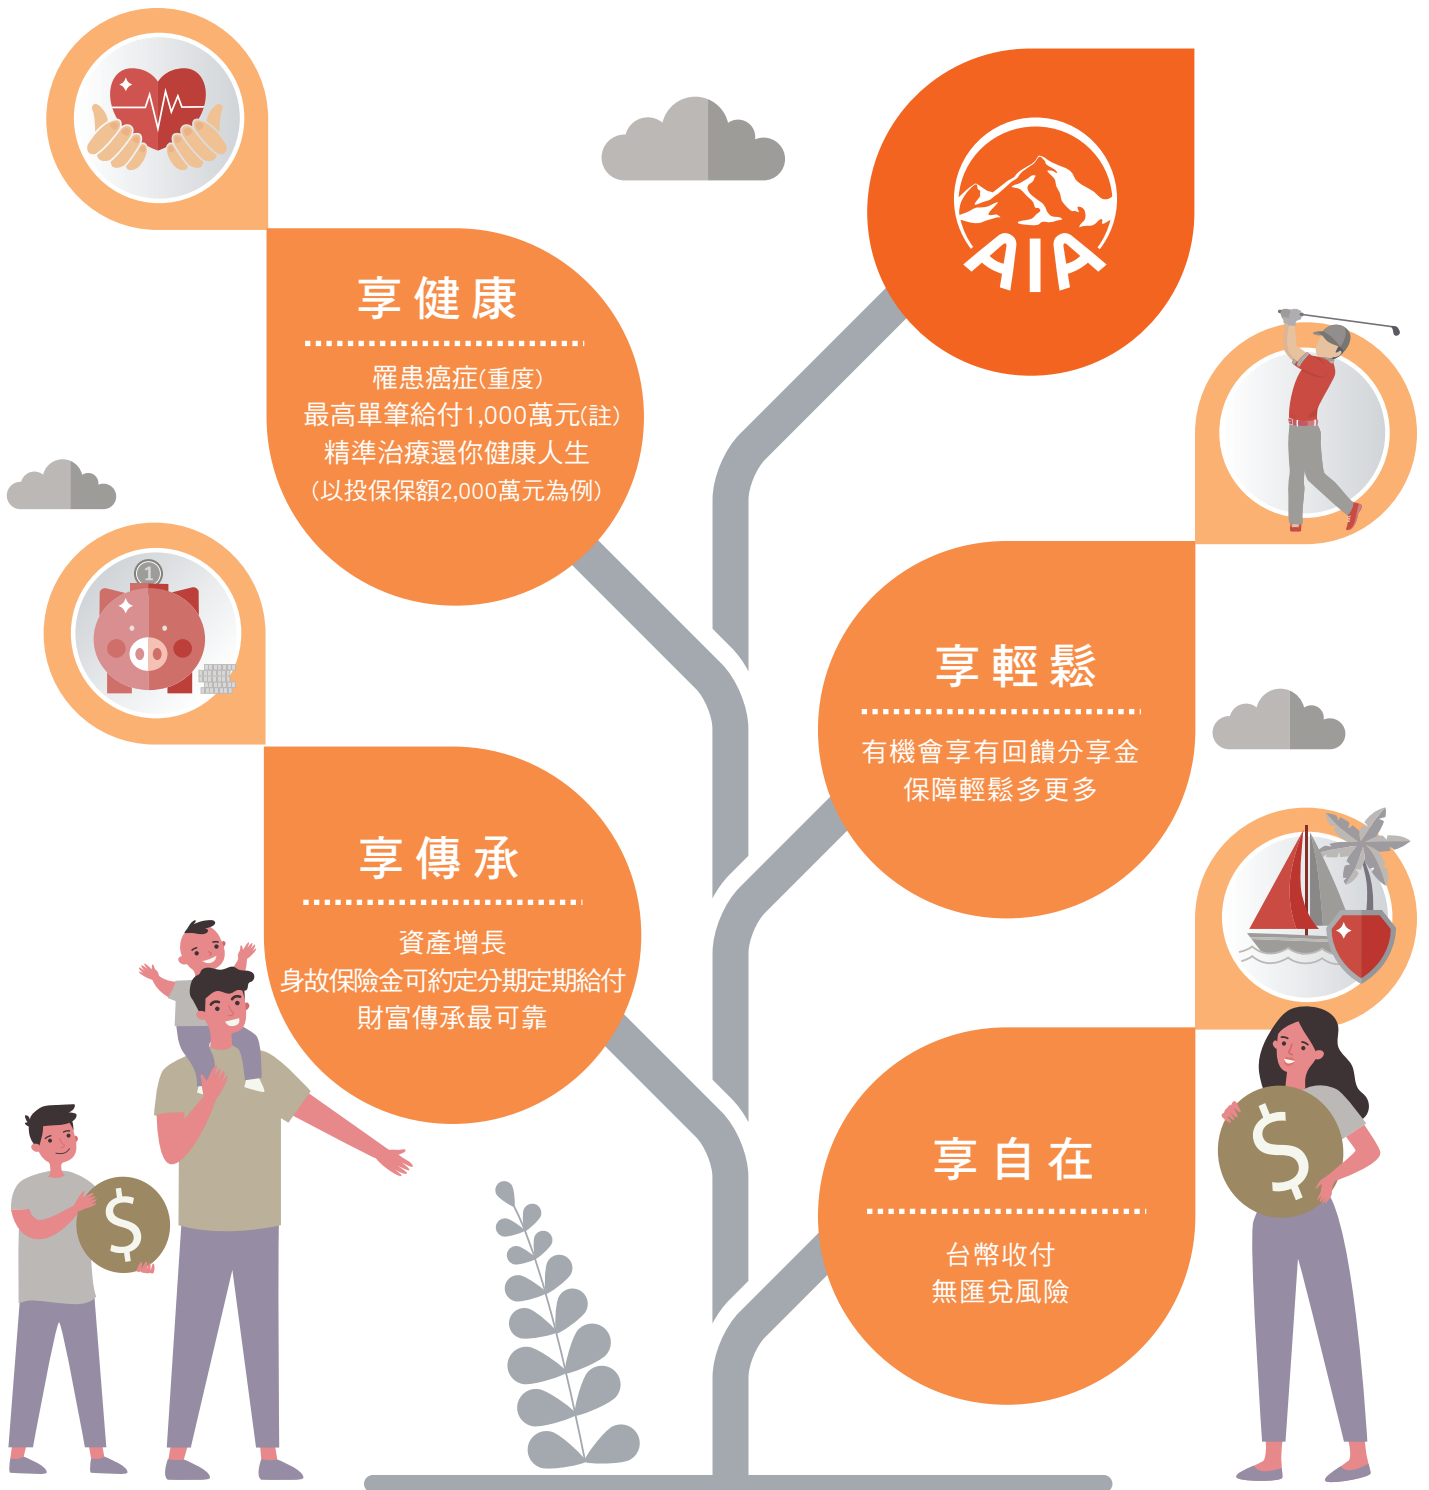 享健康
罹患癌症(重度)
最高單筆給付1,000萬元(註)
精準治療還你健康人生
(以投保保額2,000萬元為例)
AIA
1
享輕鬆
有機會享有回饋分享金
保障輕鬆多更多
享傳承
資產增長
身故保險金可約定分期定期給付
財富傳承最可靠
享自在
台幣收付
無匯兌風險
$
$